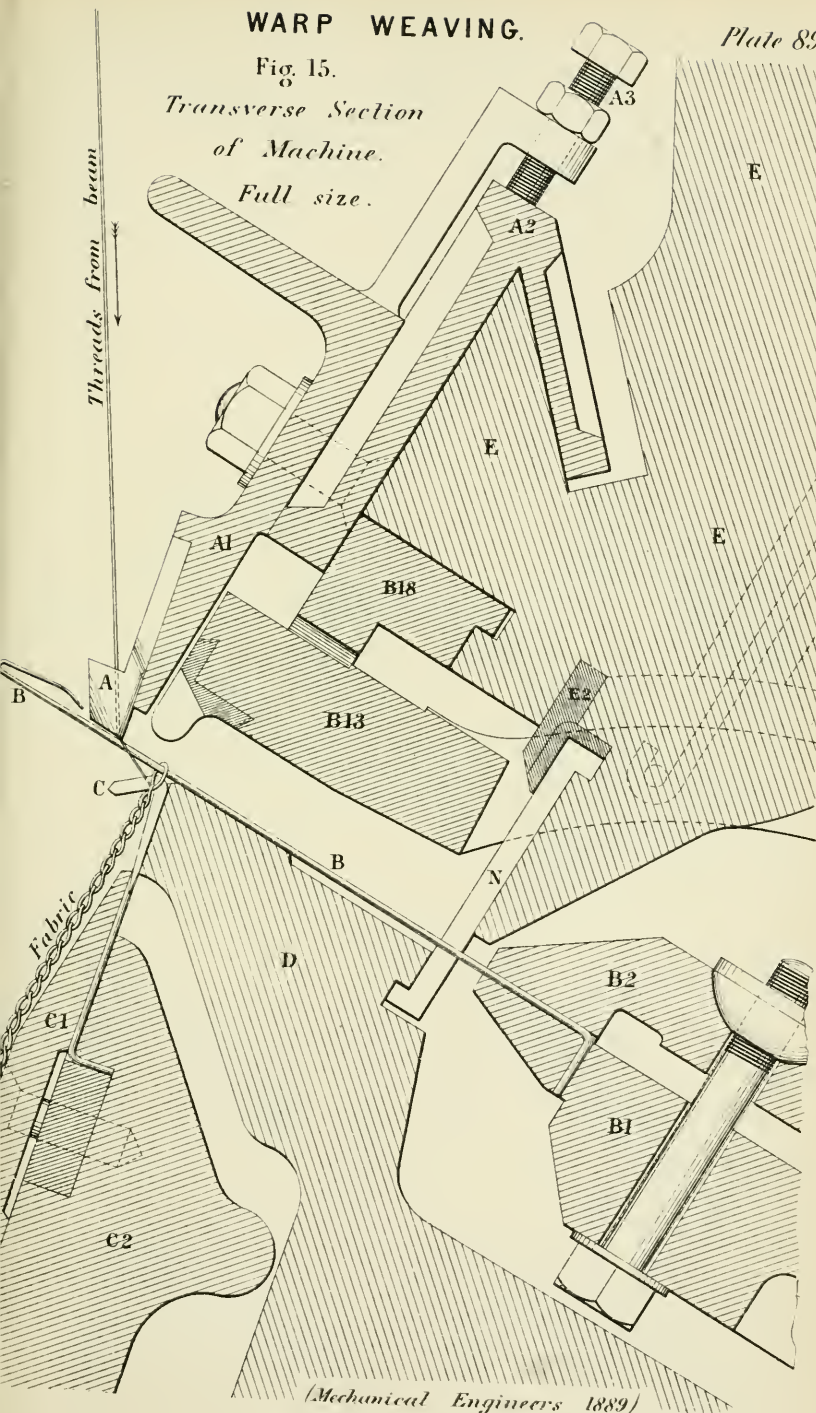 WARP WEAVING.
Plate 89
Fig. 15.
Transverse Section
of Machine.
Full size.
Threads from beam
A3
E
A2
E
E
A1
B18
E2
A
B
B13
C
B
N
Fabric
D
B2
C1
B1
C2
(Mechanical Engineers 1889)